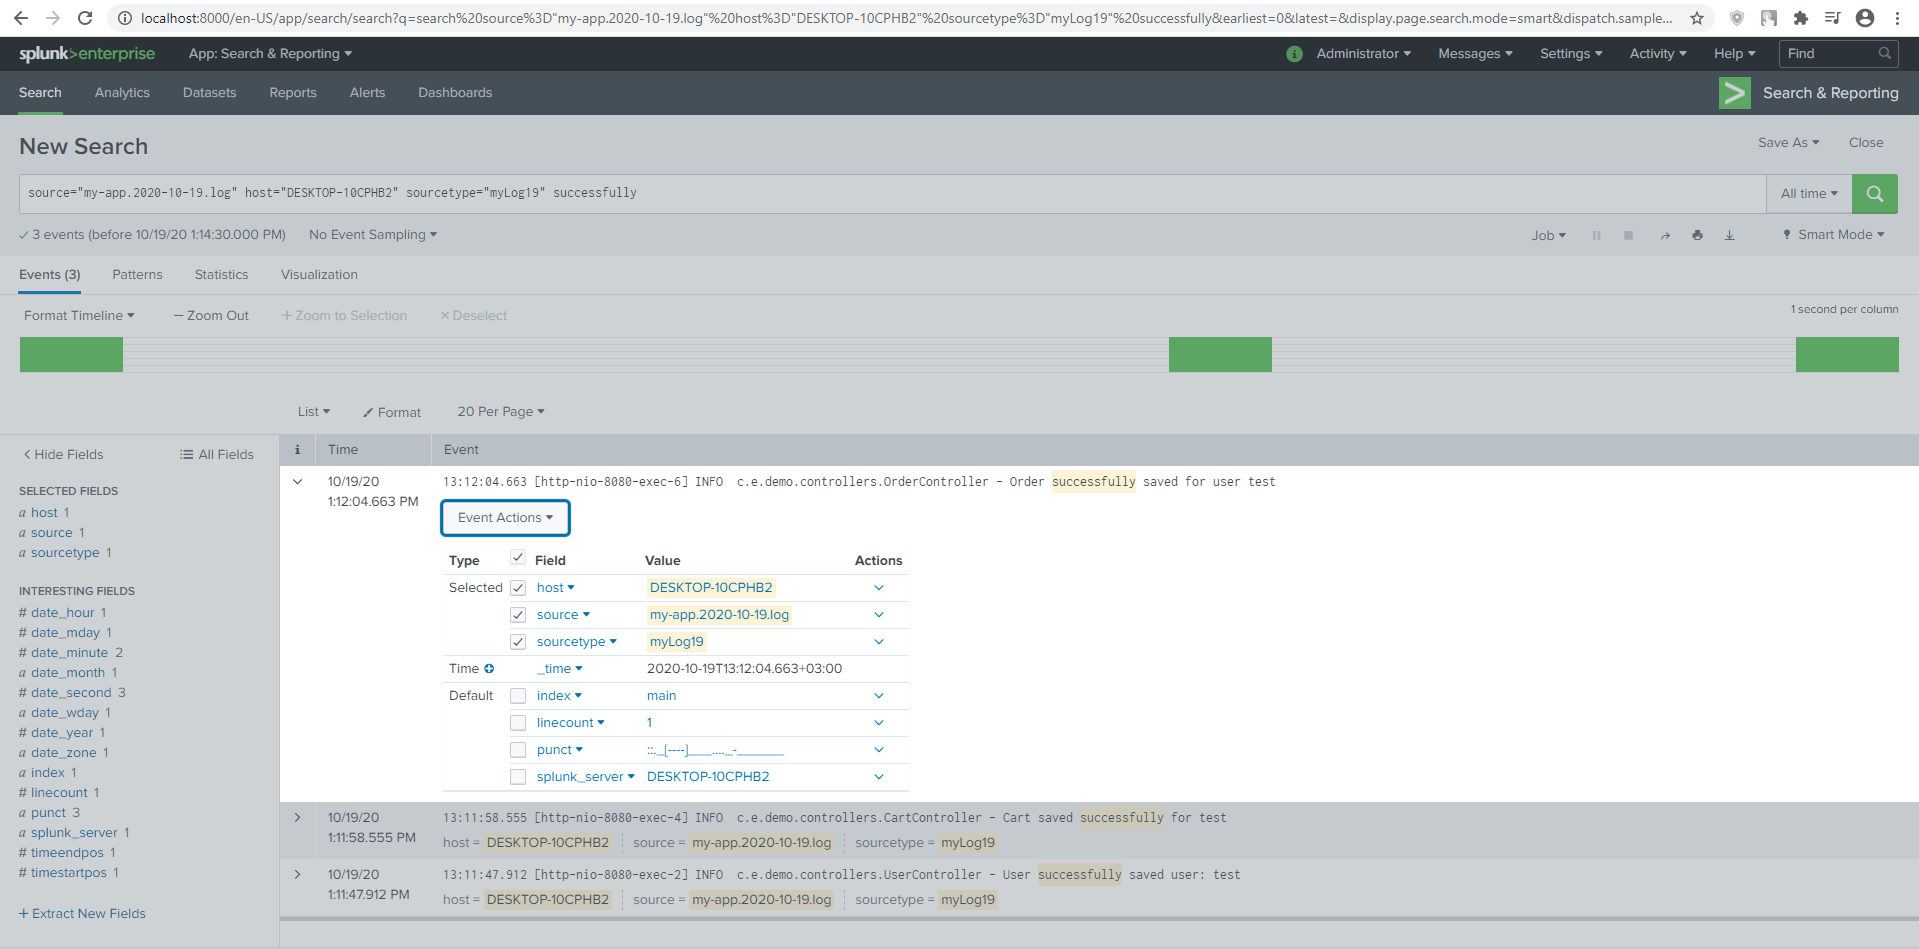 localhost:8000/en-US/app/search/search?q=search%20source%3D"my-app.2020-10-19.log"%20host%3D"DESKTOP-10CPHB2"%20sourcetype%3D"myLog19"%20successfully&earliest=0&latest=&display.page.search.mode=smart&dispatch.sample...
splunk>enterprise App: Search & Reporting i Administrator Messages Settings Activity Help Find
Search Analytics Datasets Reports Alerts Dashboards Search & Reporting
New Search Save As Close
source="my-app.2020-10-19.log" host="DESKTOP-10CPHB2" sourcetype="myLog19" successfully All time
3 events (before 10/19/20 1:14:30.000 PM) No Event Sampling Job Smart Mode
Events (3) Patterns Statistics Visualization
Format Timeline — Zoom Out + Zoom to Selection × Deselect 1 second per column
List Format 20 Per Page
< Hide Fields All Fields
SELECTED FIELDS
a host 1
a source 1
a sourcetype 1
INTERESTING FIELDS
# date_hour 1
# date_mday 1
# date_minute 2
a date_month 1
# date_second 3
a date_wday 1
# date_year 1
a date_zone 1
a index 1
# linecount 1
a punct 3
a splunk_server 1
# timeendpos 1
# timestartpos 1
+ Extract New Fields
i Time Event
10/19/20
1:12:04.663 PM
13:12:04.663 [http-nio-8080-exec-6] INFO c.e.demo.controllers.OrderController - Order successfully saved for user test
Event Actions
Type Field Value Actions
Selected host DESKTOP-10CPHB2
source my-app.2020-10-19.log
sourcetype myLog19
Time _time 2020-10-19T13:12:04.663+03:00
Default index main
linecount 1
punct ::._[----]___...._-_______
splunk_server DESKTOP-10CPHB2
10/19/20
1:11:58.555 PM
13:11:58.555 [http-nio-8080-exec-4] INFO c.e.demo.controllers.CartController - Cart saved successfully for test
host = DESKTOP-10CPHB2 source = my-app.2020-10-19.log sourcetype = myLog19
10/19/20
1:11:47.912 PM
13:11:47.912 [http-nio-8080-exec-2] INFO c.e.demo.controllers.UserController - User successfully saved user: test
host = DESKTOP-10CPHB2 source = my-app.2020-10-19.log sourcetype = myLog19